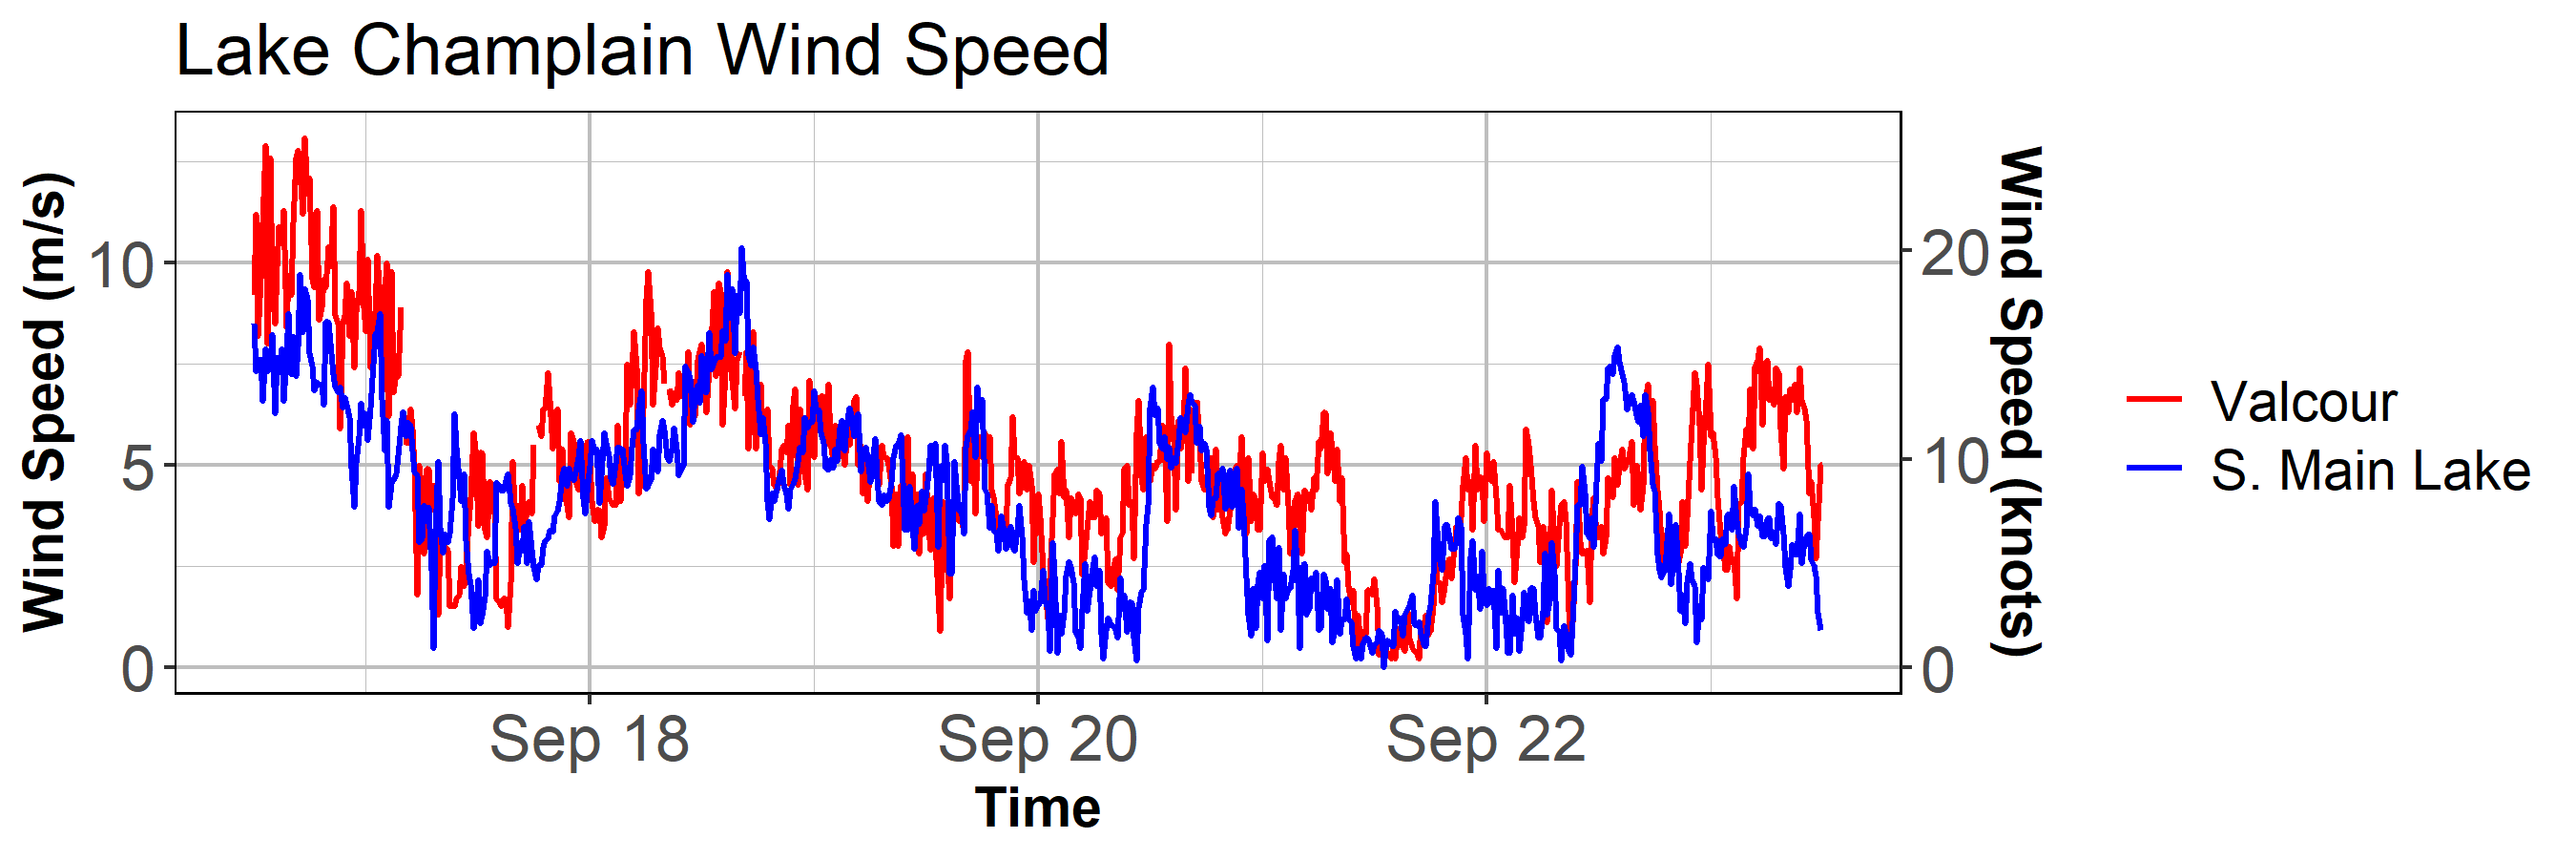 Lake Champlain Wind Speed
Wind Speed (m/s)
10
5
0
20
10
0
Wind Speed (knots)
Sep 18
Sep 20
Sep 22
Time
Valcour
S. Main Lake